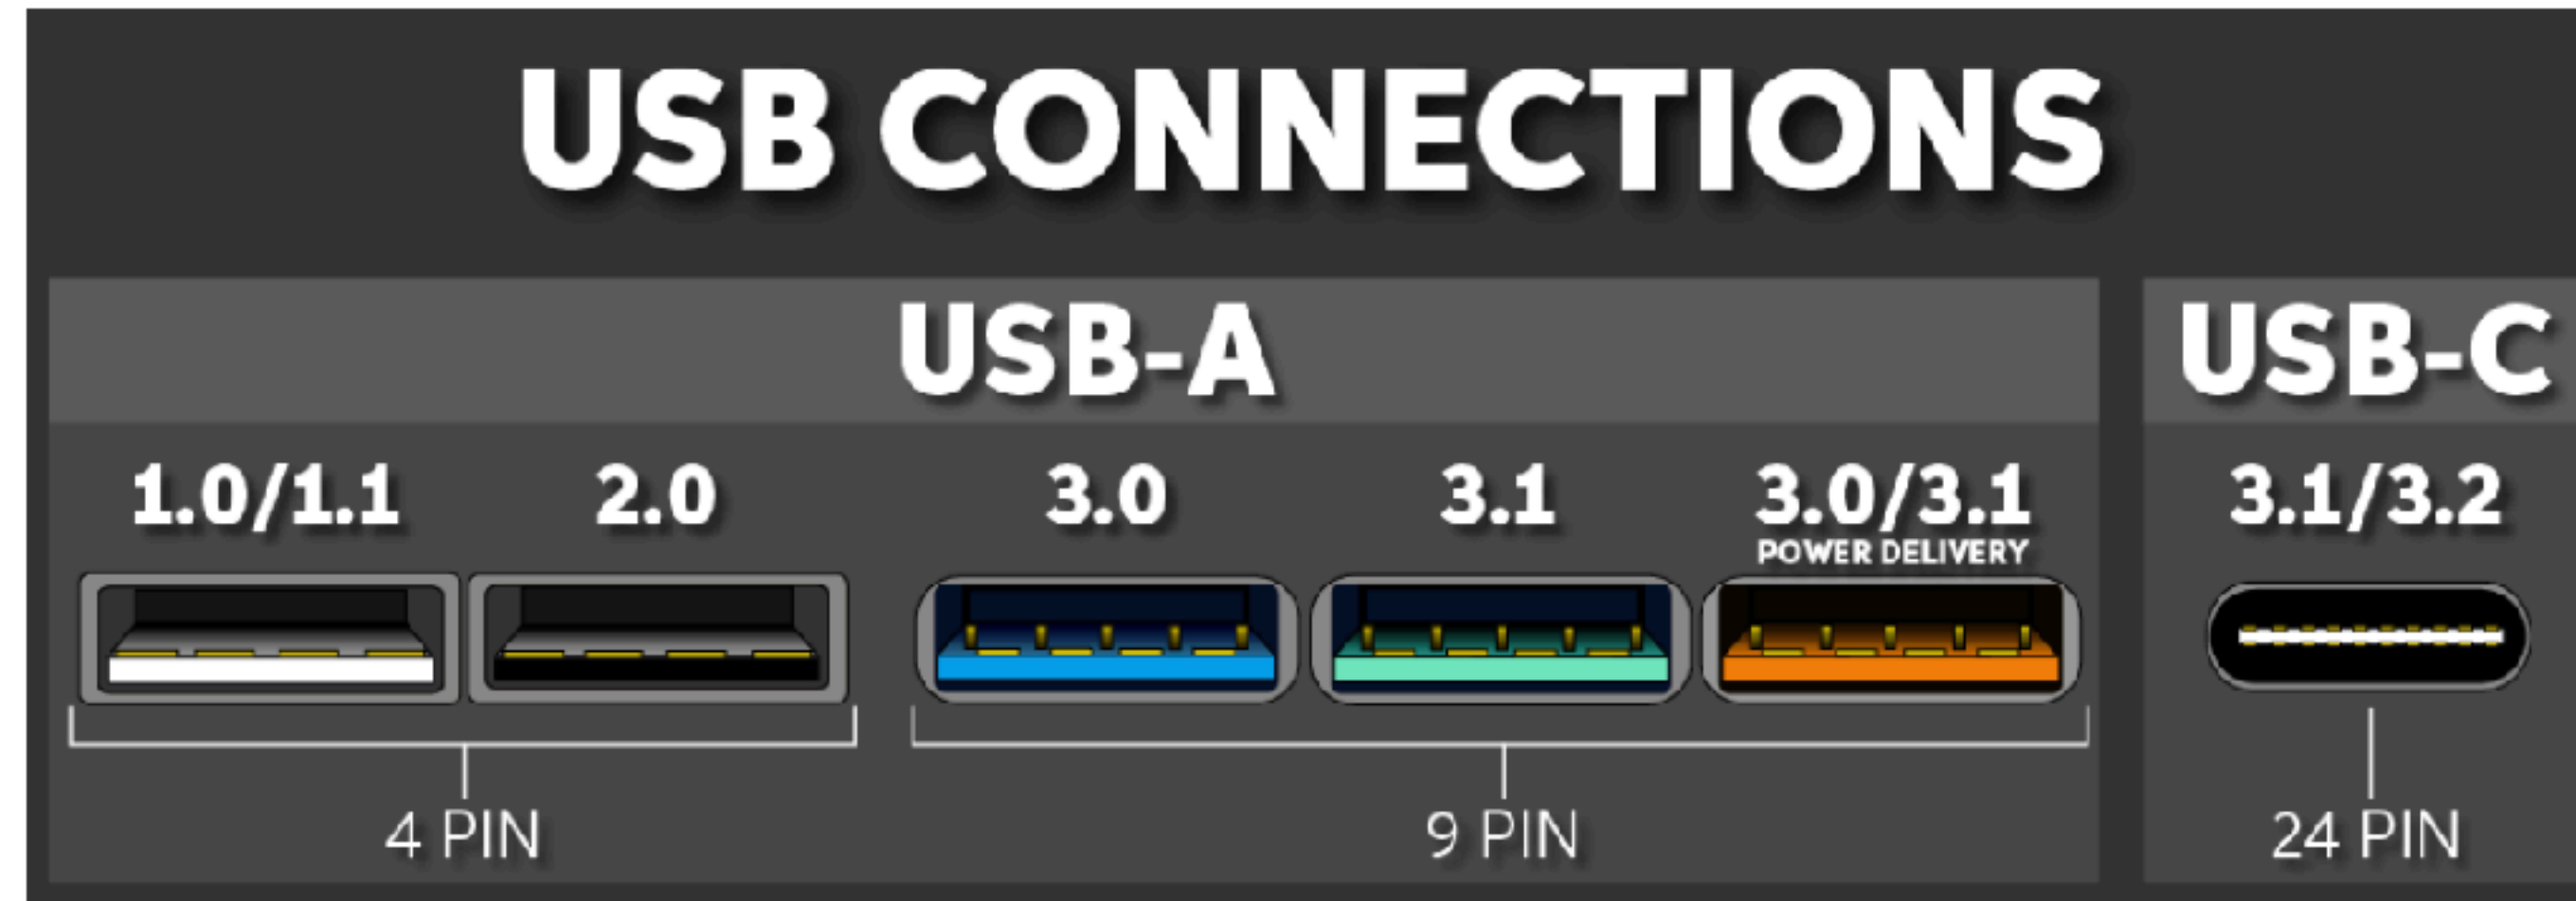 USB CONNECTIONS
USB-A
1.0/1.1
2.0
3.0
3.1
3.0/3.1
POWER DELIVERY
4 PIN
9 PIN
USB-C
3.1/3.2
24 PIN